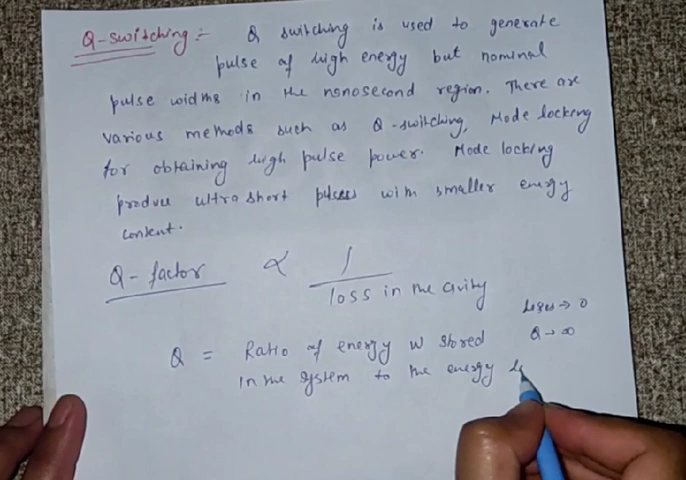 Q-switching :- Q switching is used to generate
pulse of high energy but nominal
pulse widths in the nanosecond region. There are
various methods such as Q-switching, Mode locking
for obtaining high pulse power. Mode locking
produce ultrashort pulses with smaller energy
content.
Q-factor ∝ 1
loss in the cavity
Losses → 0
Q → ∞
Q = Ratio of energy W stored
in the system to the energy